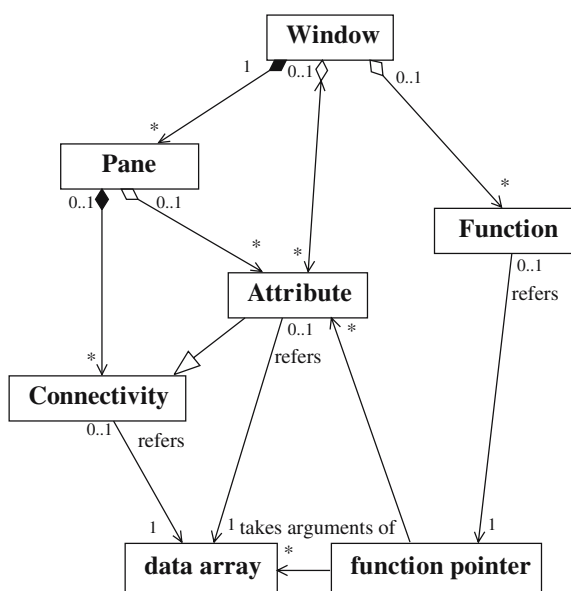 Window
1
0..1
0..1
*
Pane
0..1
0..1
*
Function
0..1
*
*
Attribute
refers
0..1
*
refers
*
Connectivity
0..1
refers
1
1
takes arguments of
1
*
data array
function pointer